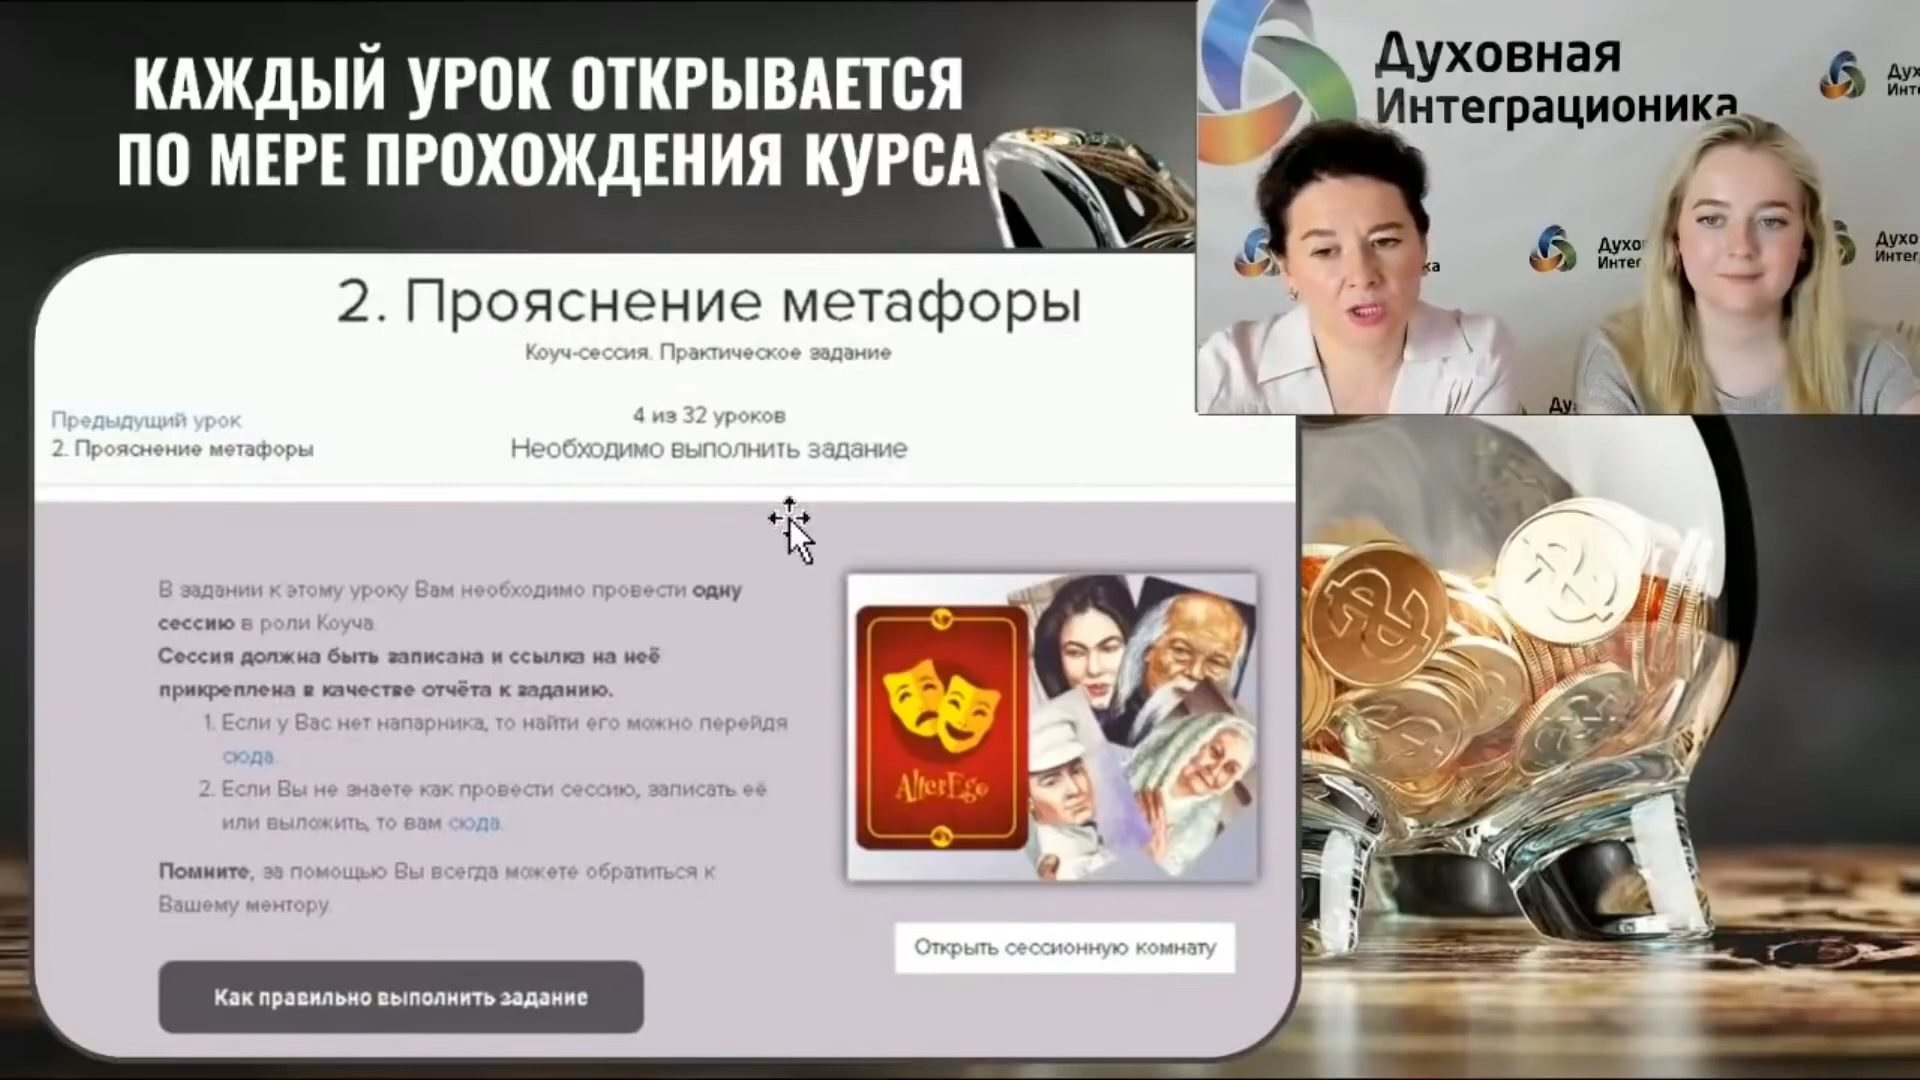 КАЖДЫЙ УРОК ОТКРЫВАЕТСЯ
ПО МЕРЕ ПРОХОЖДЕНИЯ КУРСА
Духовная
Интеграционика
2. Прояснение метафоры
Коуч-сессия. Практическое задание
Предыдущий урок
2. Прояснение метафоры
4 из 32 уроков
Необходимо выполнить задание
В задании к этому уроку Вам необходимо провести одну
сессию в роли Коуча.
Сессия должна быть записана и ссылка на неё
прикреплена в качестве отчёта к заданию.
1. Если у Вас нет напарника, то найти его можно перейдя
сюда.
2. Если Вы не знаете как провести сессию, записать её
или выложить, то вам сюда.
Помните, за помощью Вы всегда можете обратиться к
Вашему ментору.
Как правильно выполнить задание
AlterEgo
Открыть сессионную комнату